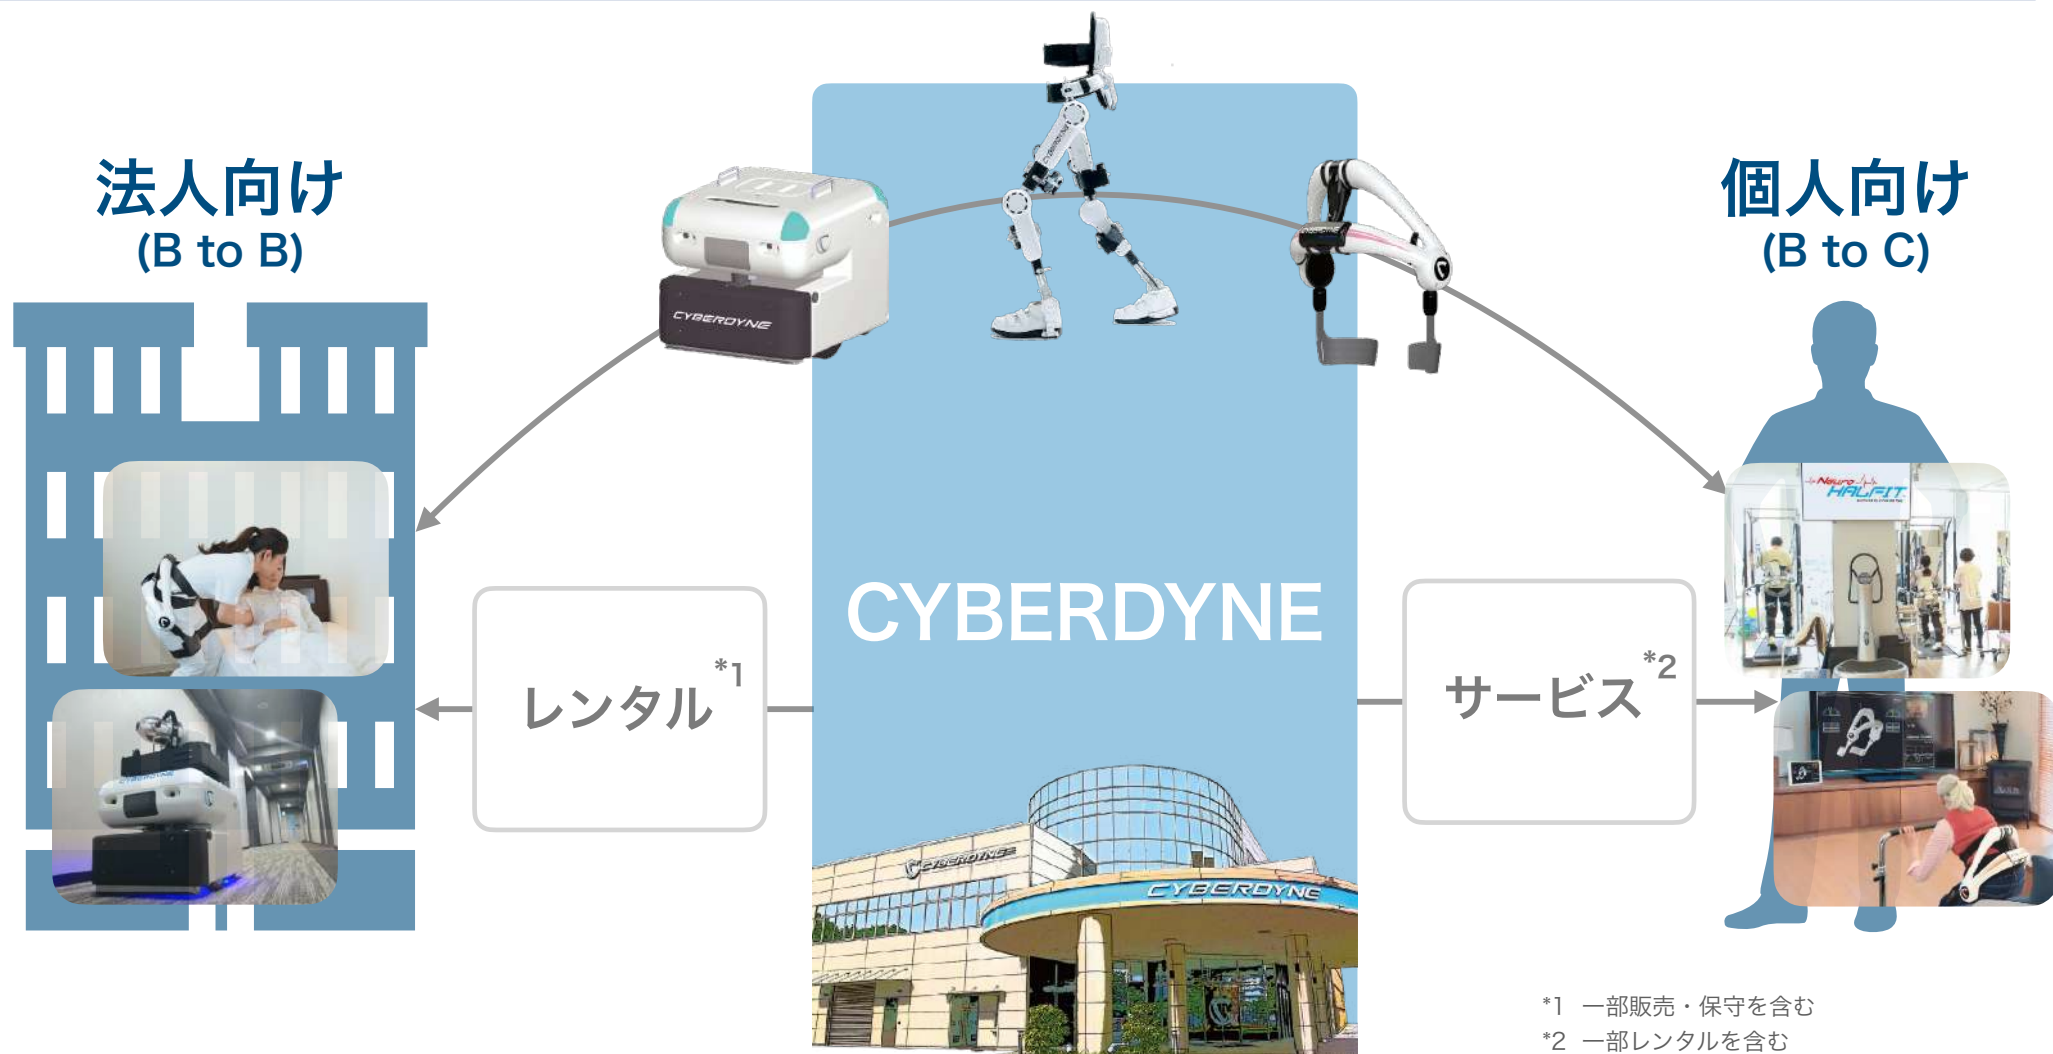 法人向け
(B to B)
個人向け
(B to C)
CYBERDYNE
CYBERDYNE
Neuro
HALFIT
CYBERDYNE
レンタル*1
サービス*2
CYBERDYNE
CYBERDYNE
CYBERDYNE
*1 一部販売・保守を含む
*2 一部レンタルを含む